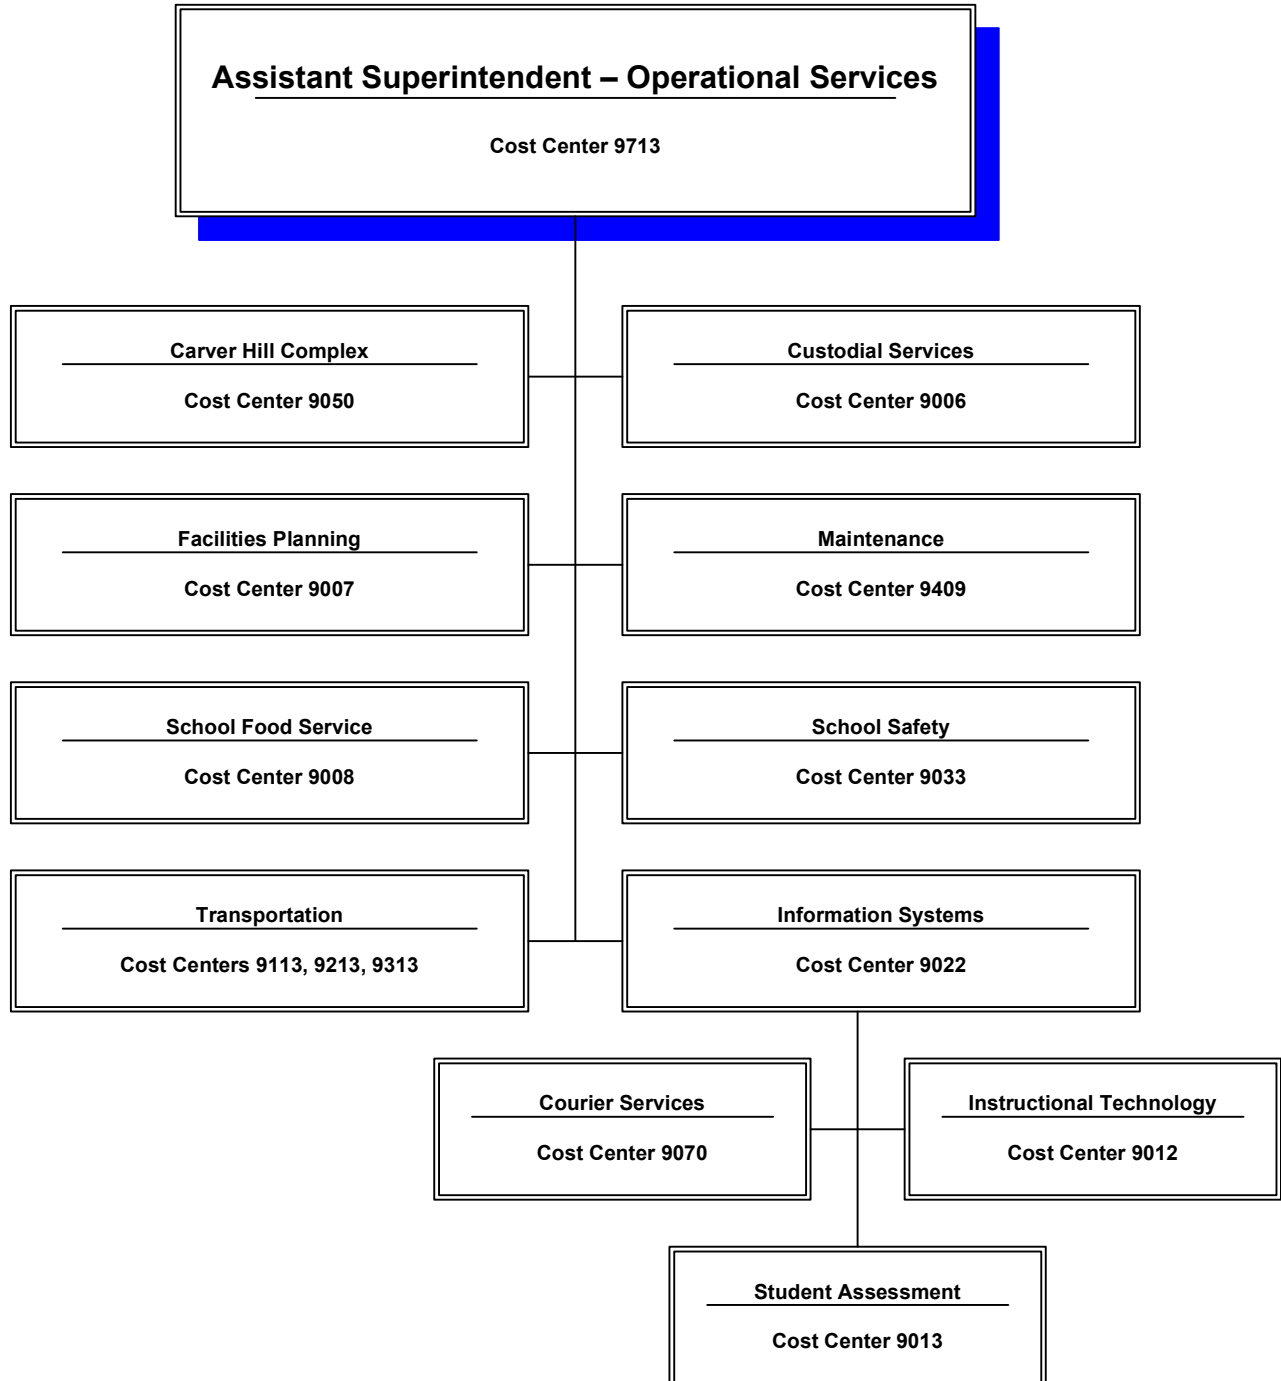 Assistant Superintendent – Operational Services
Cost Center 9713
Carver Hill Complex
Cost Center 9050
Custodial Services
Cost Center 9006
Facilities Planning
Cost Center 9007
Maintenance
Cost Center 9409
School Food Service
Cost Center 9008
School Safety
Cost Center 9033
Transportation
Cost Centers 9113, 9213, 9313
Information Systems
Cost Center 9022
Courier Services
Cost Center 9070
Instructional Technology
Cost Center 9012
Student Assessment
Cost Center 9013